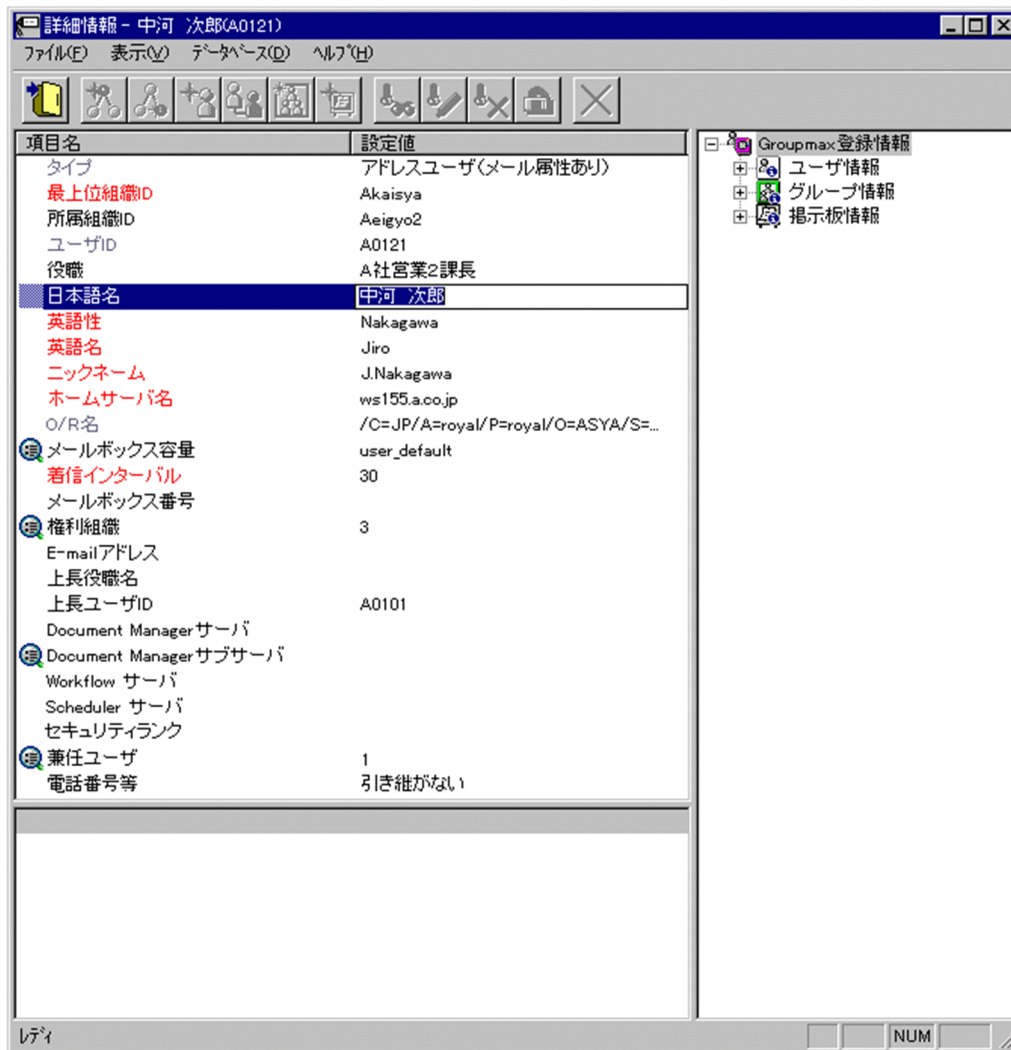 詳細情報 - 中河 次郎(A0121)
ﾌｧｲﾙ(F) 表示(V) ﾃﾞｰﾀﾍﾞｰｽ(D) ﾍﾙﾌﾟ(H)
項目名 設定値
タイプ アドレスユーザ(メール属性あり)
最上位組織ID Akaisya
所属組織ID Aeigyo2
ユーザID A0121
役職 A社営業2課長
日本語名 中河 次郎
英語性 Nakagawa
英語名 Jiro
ニックネーム J.Nakagawa
ホームサーバ名 ws155.a.co.jp
O/R名 /C=JP/A=royal/P=royal/O=ASYA/S=...
メールボックス容量 user_default
着信インターバル 30
メールボックス番号
権利組織 3
E-mailアドレス
上長役職名
上長ユーザID A0101
Document Managerサーバ
Document Managerサブサーバ
Workflow サーバ
Scheduler サーバ
セキュリティランク
兼任ユーザ 1
電話番号等 引き継がない
Groupmax登録情報
ユーザ情報
グループ情報
掲示板情報
ﾚﾃﾞｨ NUM